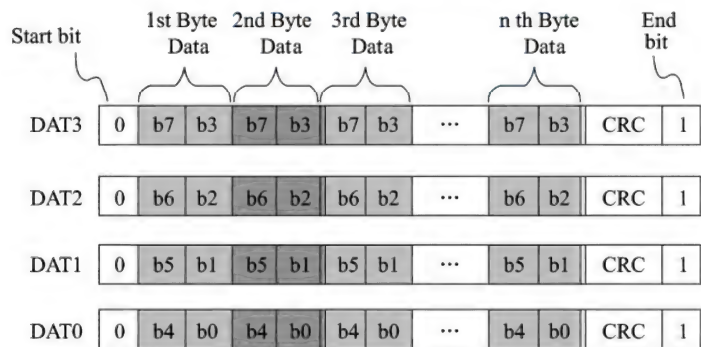 1st Byte 2nd Byte 3rd Byte n th Byte End
Start bit Data Data Data Data bit
DAT3 0 b7 b3 b7 b3 b7 b3 ... b7 b3 CRC 1
DAT2 0 b6 b2 b6 b2 b6 b2 ... b6 b2 CRC 1
DAT1 0 b5 b1 b5 b1 b5 b1 ... b5 b1 CRC 1
DAT0 0 b4 b0 b4 b0 b4 b0 ... b4 b0 CRC 1